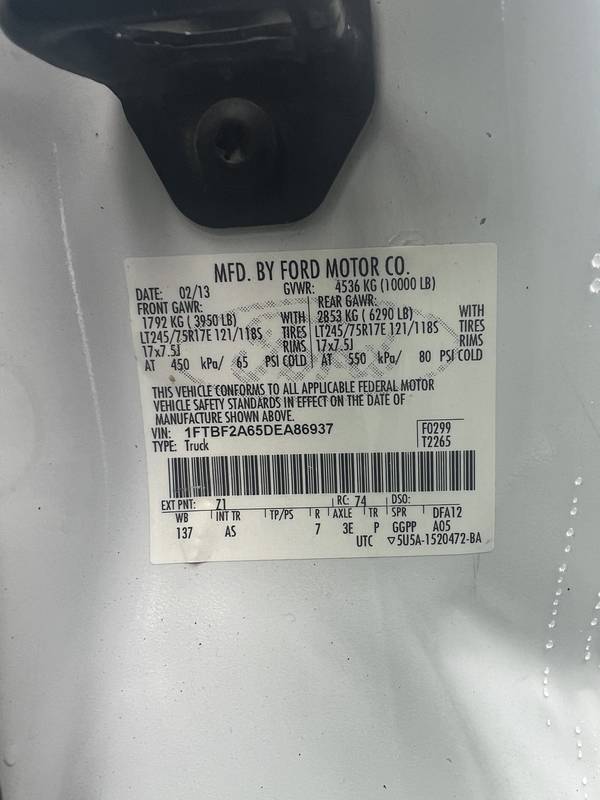 MFD. BY FORD MOTOR CO.
DATE: 02/13 GVWR: 4536 KG (10000 LB)
FRONT GAWR: REAR GAWR:
1792 KG ( 3950 LB) WITH 2853 KG ( 6290 LB) WITH
LT245/75R17E 121/118S TIRES LT245/75R17E 121/118S TIRES
17x7.5J RIMS 17x7.5J RIMS
AT 450 kPa/ 65 PSI COLD AT 550 kPa/ 80 PSI COLD
THIS VEHICLE CONFORMS TO ALL APPLICABLE FEDERAL MOTOR
VEHICLE SAFETY STANDARDS IN EFFECT ON THE DATE OF
MANUFACTURE SHOWN ABOVE.
VIN: 1FTBF2A65DEA86937 F0299
TYPE: Truck T2265
EXT PNT: Z1 RC: 74 DSO:
WB INT TR TP/PS R AXLE TR SPR DFA12
137 AS 7 3E P GGPP A05
UTC ▽5U5A-1520472-BA